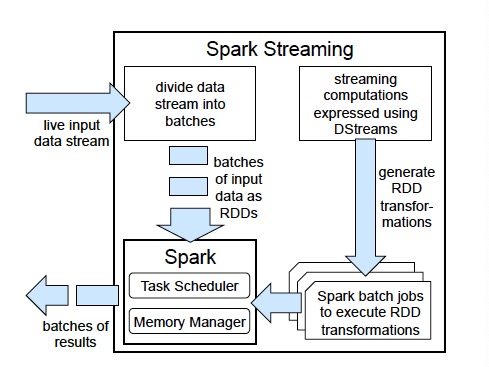 Spark Streaming
divide data
stream into
batches
streaming
computations
expressed using
DStreams
live input
data stream
batches
of input
data as
RDDs
generate
RDD
transfor-
mations
Spark
Task Scheduler
Memory Manager
Spark batch jobs
to execute RDD
transformations
batches of
results